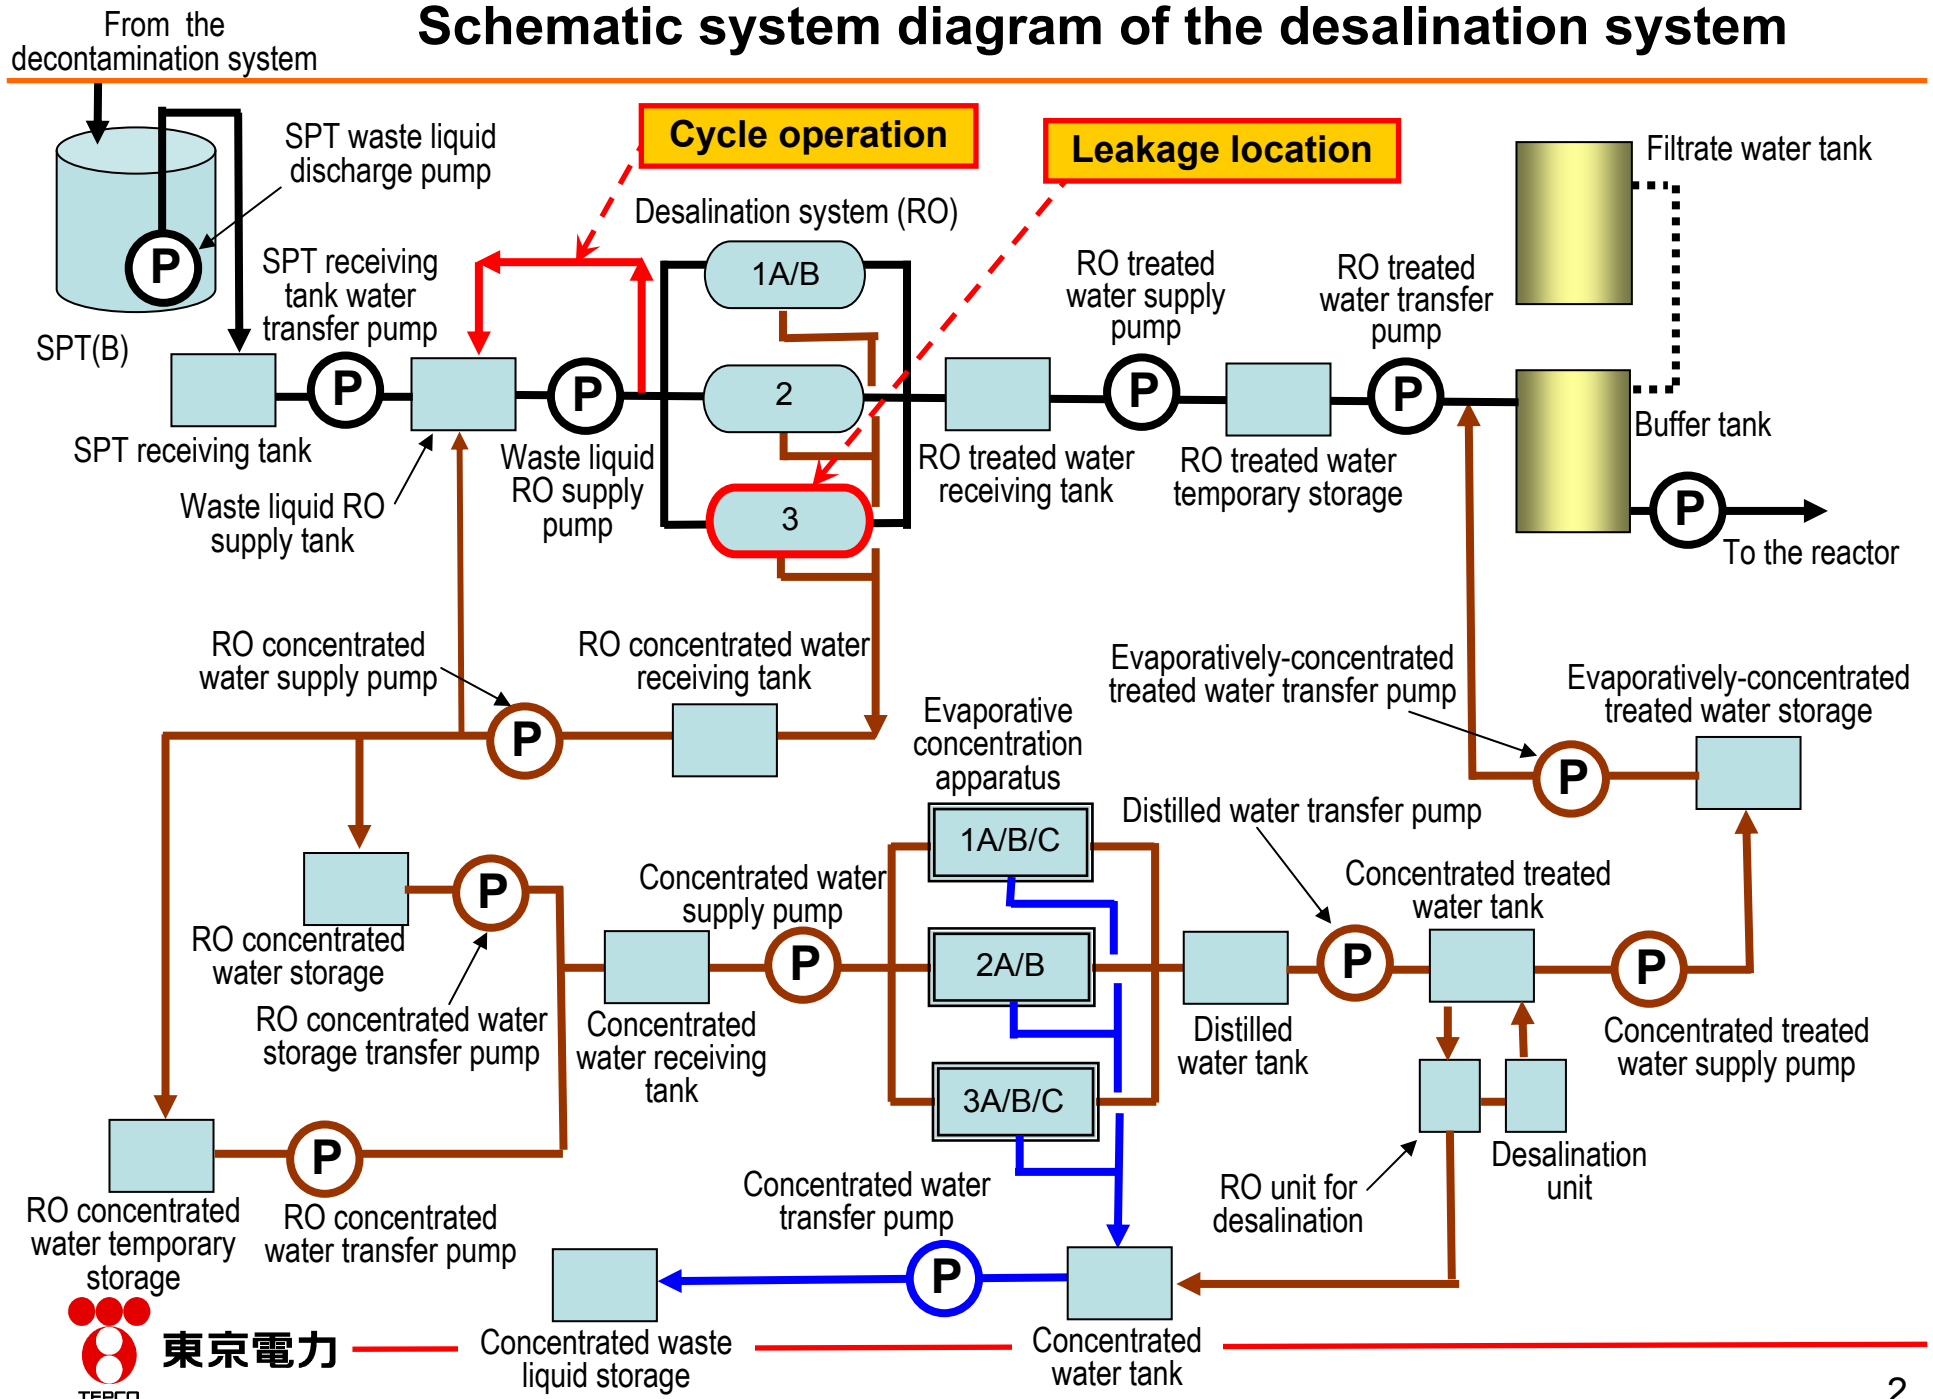 Schematic system diagram of the desalination system
From the
decontamination system
SPT waste liquid
discharge pump
Cycle operation
Leakage location
Filtrate water tank
Desalination system (RO)
P
SPT receiving
tank water
transfer pump
1A/B
RO treated
water supply
pump
RO treated
water transfer
pump
SPT(B)
P
P
2
P
P
Buffer tank
SPT receiving tank
Waste liquid
RO supply
pump
RO treated water
receiving tank
RO treated water
temporary storage
Waste liquid RO
supply tank
3
P
To the reactor
RO concentrated
water supply pump
RO concentrated water
receiving tank
Evaporatively-concentrated
treated water transfer pump
Evaporatively-concentrated
treated water storage
P
Evaporative
concentration
apparatus
P
Distilled water transfer pump
1A/B/C
P
Concentrated water
supply pump
Concentrated treated
water tank
RO concentrated
water storage
P
2A/B
P
P
RO concentrated water
storage transfer pump
Concentrated
water receiving
tank
Distilled
water tank
Concentrated treated
water supply pump
3A/B/C
P
Desalination
unit
RO concentrated
water temporary
storage
RO concentrated
water transfer pump
Concentrated water
transfer pump
RO unit for
desalination
P
東京電力
TEPCO
Concentrated waste
liquid storage
Concentrated
water tank
2